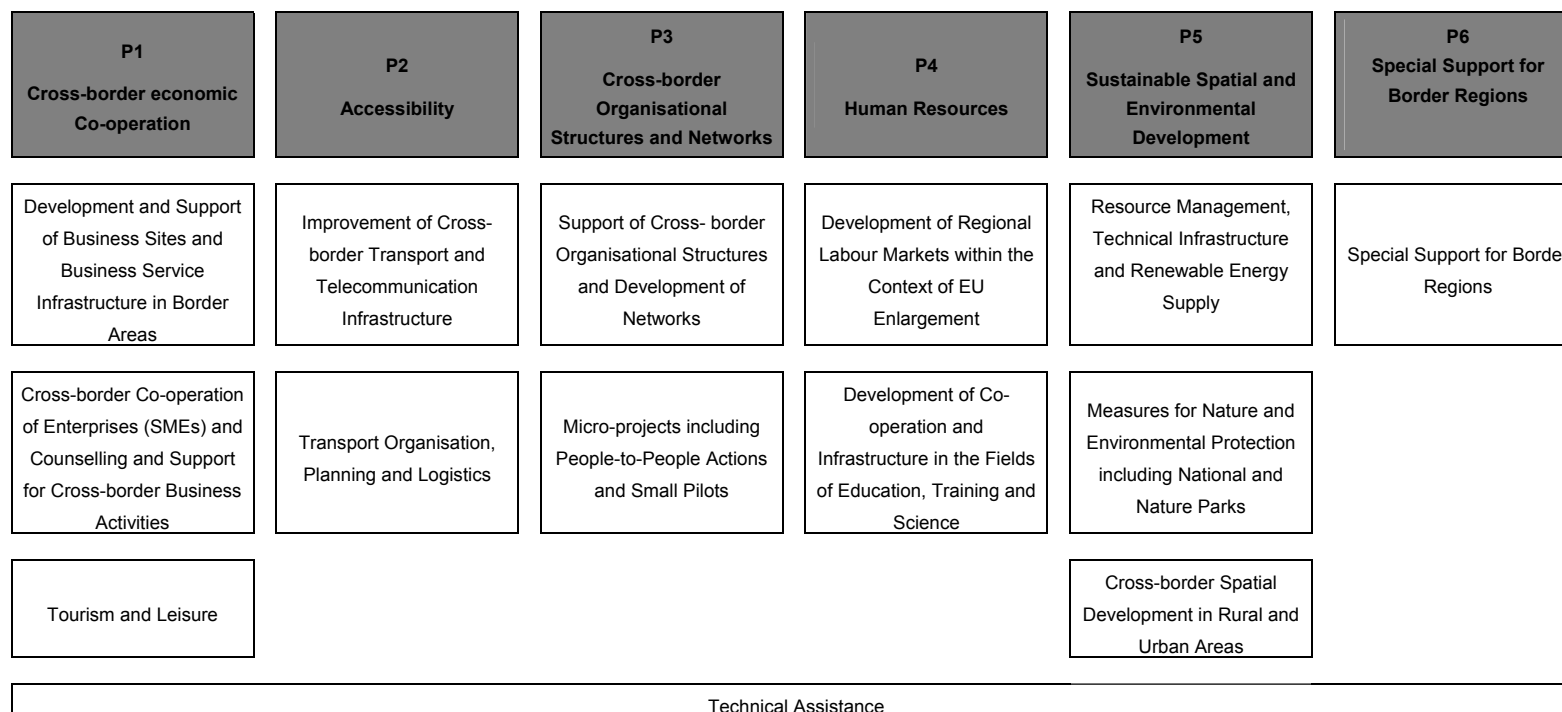 P1
Cross-border economic
Co-operation
P2
Accessibility
P3
Cross-border
Organisational
Structures and Networks
P4
Human Resources
P5
Sustainable Spatial and
Environmental
Development
P6
Special Support for
Border Regions
Development and Support
of Business Sites and
Business Service
Infrastructure in Border
Areas
Improvement of Cross-
border Transport and
Telecommunication
Infrastructure
Support of Cross- border
Organisational Structures
and Development of
Networks
Development of Regional
Labour Markets within the
Context of EU
Enlargement
Resource Management,
Technical Infrastructure
and Renewable Energy
Supply
Special Support for Borde
Regions
Cross-border Co-operation
of Enterprises (SMEs) and
Counselling and Support
for Cross-border Business
Activities
Transport Organisation,
Planning and Logistics
Micro-projects including
People-to-People Actions
and Small Pilots
Development of Co-
operation and
Infrastructure in the Fields
of Education, Training and
Science
Measures for Nature and
Environmental Protection
including National and
Nature Parks
Tourism and Leisure
Cross-border Spatial
Development in Rural and
Urban Areas
Technical Assistance